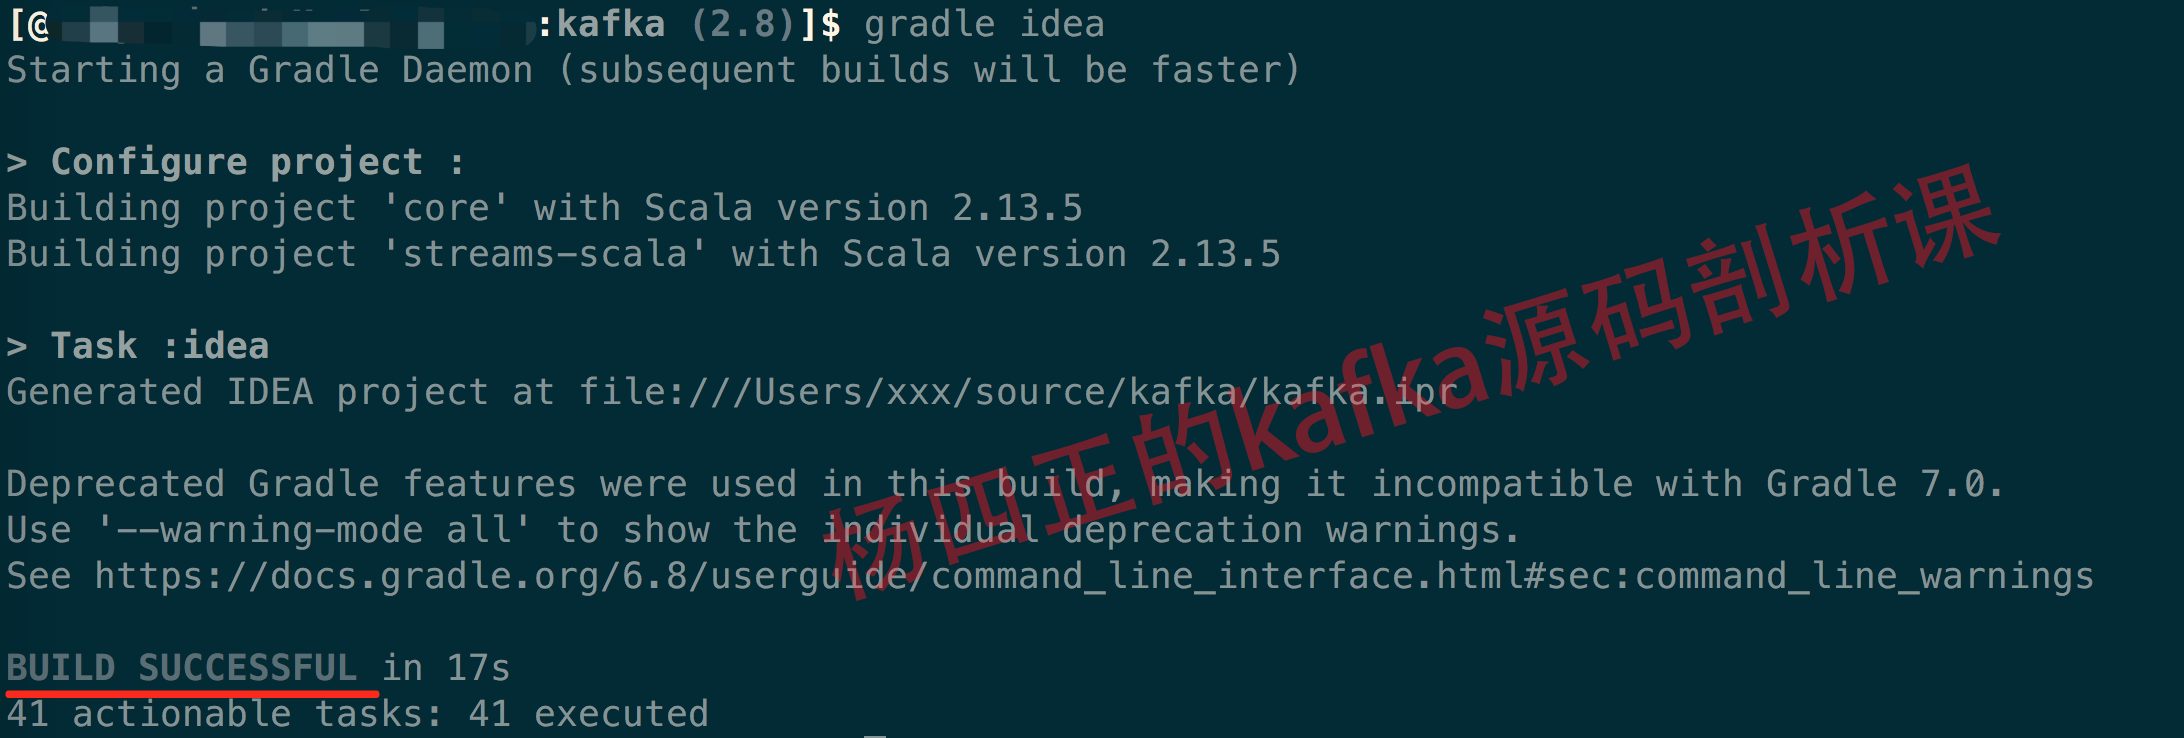 [@ :kafka (2.8)]$ gradle idea
Starting a Gradle Daemon (subsequent builds will be faster)
> Configure project :
Building project 'core' with Scala version 2.13.5
Building project 'streams-scala' with Scala version 2.13.5
> Task :idea
Generated IDEA project at file:///Users/xxx/source/kafka/kafka.ipr
Deprecated Gradle features were used in this build, making it incompatible with Gradle 7.0.
Use '--warning-mode all' to show the individual deprecation warnings.
See https://docs.gradle.org/6.8/userguide/command_line_interface.html#sec:command_line_warnings
BUILD SUCCESSFUL in 17s
41 actionable tasks: 41 executed
杨四正的kafka源码剖析课